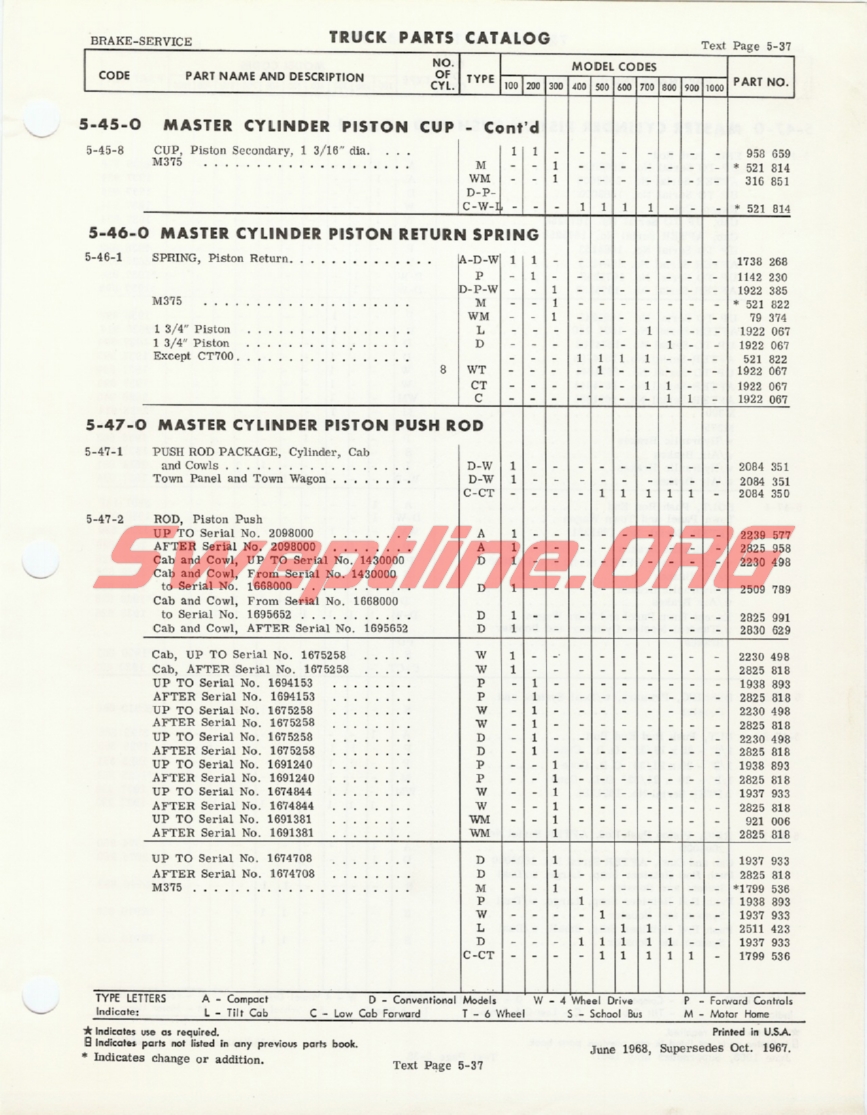 BRAKE-SERVICE TRUCK PARTS CATALOG Text Page 5-37
CODE PART NAME AND DESCRIPTION NO. OF CYL. TYPE MODEL CODES PART NO.
100 200 300 400 500 600 700 800 900 1000
5-45-0 MASTER CYLINDER PISTON CUP - Cont'd
5-45-8 CUP, Piston Secondary, 1 3/16" dia. . . . 1 1 - - - - - - - - 958 659
M375 . . . . . . . . . . . . . . . . . . . . M - - 1 - - - - - - - * 521 814
WM - - 1 - - - - - - - 316 851
D-P-
C-W-L - - - 1 1 1 1 - - - * 521 814
5-46-0 MASTER CYLINDER PISTON RETURN SPRING
5-46-1 SPRING, Piston Return. . . . . . . . . . . . . . A-D-W 1 1 - - - - - - - - 1738 268
P - 1 - - - - - - - - 1142 230
D-P-W - - 1 - - - - - - - 1922 385
M375 . . . . . . . . . . . . . . . . . . . . M - - 1 - - - - - - - * 521 822
WM - - 1 - - - - - - - 79 374
1 3/4" Piston . . . . . . . . . . . . . . . . L - - - - - - 1 - - - 1922 067
1 3/4" Piston . . . . . . . . . . . . . . . . D - - - - - - - 1 - - 1922 067
Except CT700. . . . . . . . . . . . . . . . . - - - 1 1 1 1 - - - 521 822
8 WT - - - - 1 - - - - - 1922 067
CT - - - - - - 1 1 - - 1922 067
C - - - - - - - 1 1 - 1922 067
5-47-0 MASTER CYLINDER PISTON PUSH ROD
5-47-1 PUSH ROD PACKAGE, Cylinder, Cab
and Cowls . . . . . . . . . . . . . . . . . . D-W 1 - - - - - - - - - 2084 351
Town Panel and Town Wagon . . . . . . . . D-W 1 - - - - - - - - - 2084 351
C-CT - - - - 1 1 1 1 1 - 2084 350
5-47-2 ROD, Piston Push
UP TO Serial No. 2098000 . . . . . . . . A 1 - - - - - - - - - 2239 577
AFTER Serial No. 2098000 . . . . . . . . A 1 - - - - - - - - - 2825 958
Cab and Cowl, UP TO Serial No. 1430000 D 1 - - - - - - - - - 2230 498
Cab and Cowl, From Serial No. 1430000
to Serial No. 1668000 . . . . . . . . . . . D 1 - - - - - - - - - 2509 789
Cab and Cowl, From Serial No. 1668000
to Serial No. 1695652 . . . . . . . . . . . D 1 - - - - - - - - - 2825 991
Cab and Cowl, AFTER Serial No. 1695652 D 1 - - - - - - - - - 2830 629
Sweptline.ORG
Cab, UP TO Serial No. 1675258 . . . . . W 1 - - - - - - - - - 2230 498
Cab, AFTER Serial No. 1675258 . . . . . W 1 - - - - - - - - - 2825 818
UP TO Serial No. 1694153 . . . . . . . . P - 1 - - - - - - - - 1938 893
AFTER Serial No. 1694153 . . . . . . . . P - 1 - - - - - - - - 2825 818
UP TO Serial No. 1675258 . . . . . . . . W - 1 - - - - - - - - 2230 498
AFTER Serial No. 1675258 . . . . . . . . W - 1 - - - - - - - - 2825 818
UP TO Serial No. 1675258 . . . . . . . . D - 1 - - - - - - - - 2230 498
AFTER Serial No. 1675258 . . . . . . . . D - 1 - - - - - - - - 2825 818
UP TO Serial No. 1691240 . . . . . . . . P - - 1 - - - - - - - 1938 893
AFTER Serial No. 1691240 . . . . . . . . P - - 1 - - - - - - - 2825 818
UP TO Serial No. 1674844 . . . . . . . . W - - 1 - - - - - - - 1937 933
AFTER Serial No. 1674844 . . . . . . . . W - - 1 - - - - - - - 2825 818
UP TO Serial No. 1691381 . . . . . . . . WM - - 1 - - - - - - - 921 006
AFTER Serial No. 1691381 . . . . . . . . WM - - 1 - - - - - - - 2825 818
UP TO Serial No. 1674708 . . . . . . . . D - - 1 - - - - - - - 1937 933
AFTER Serial No. 1674708 . . . . . . . . D - - 1 - - - - - - - 2825 818
M375 . . . . . . . . . . . . . . . . . . . . . M - - 1 - - - - - - - *1799 536
P - - - 1 - - - - - - 1938 893
W - - - - 1 - - - - - 1937 933
L - - - - - 1 1 - - - 2511 423
D - - - 1 1 1 1 1 - - 1937 933
C-CT - - - - 1 1 1 1 1 - 1799 536
TYPE LETTERS A - Compact D - Conventional Models W - 4 Wheel Drive P - Forward Controls
Indicate: L - Tilt Cab C - Low Cab Forward T - 6 Wheel S - School Bus M - Motor Home
★ Indicates use as required. Printed in U.S.A.
Indicates parts not listed in any previous parts book.
* Indicates change or addition. June 1968, Supersedes Oct. 1967.
Text Page 5-37